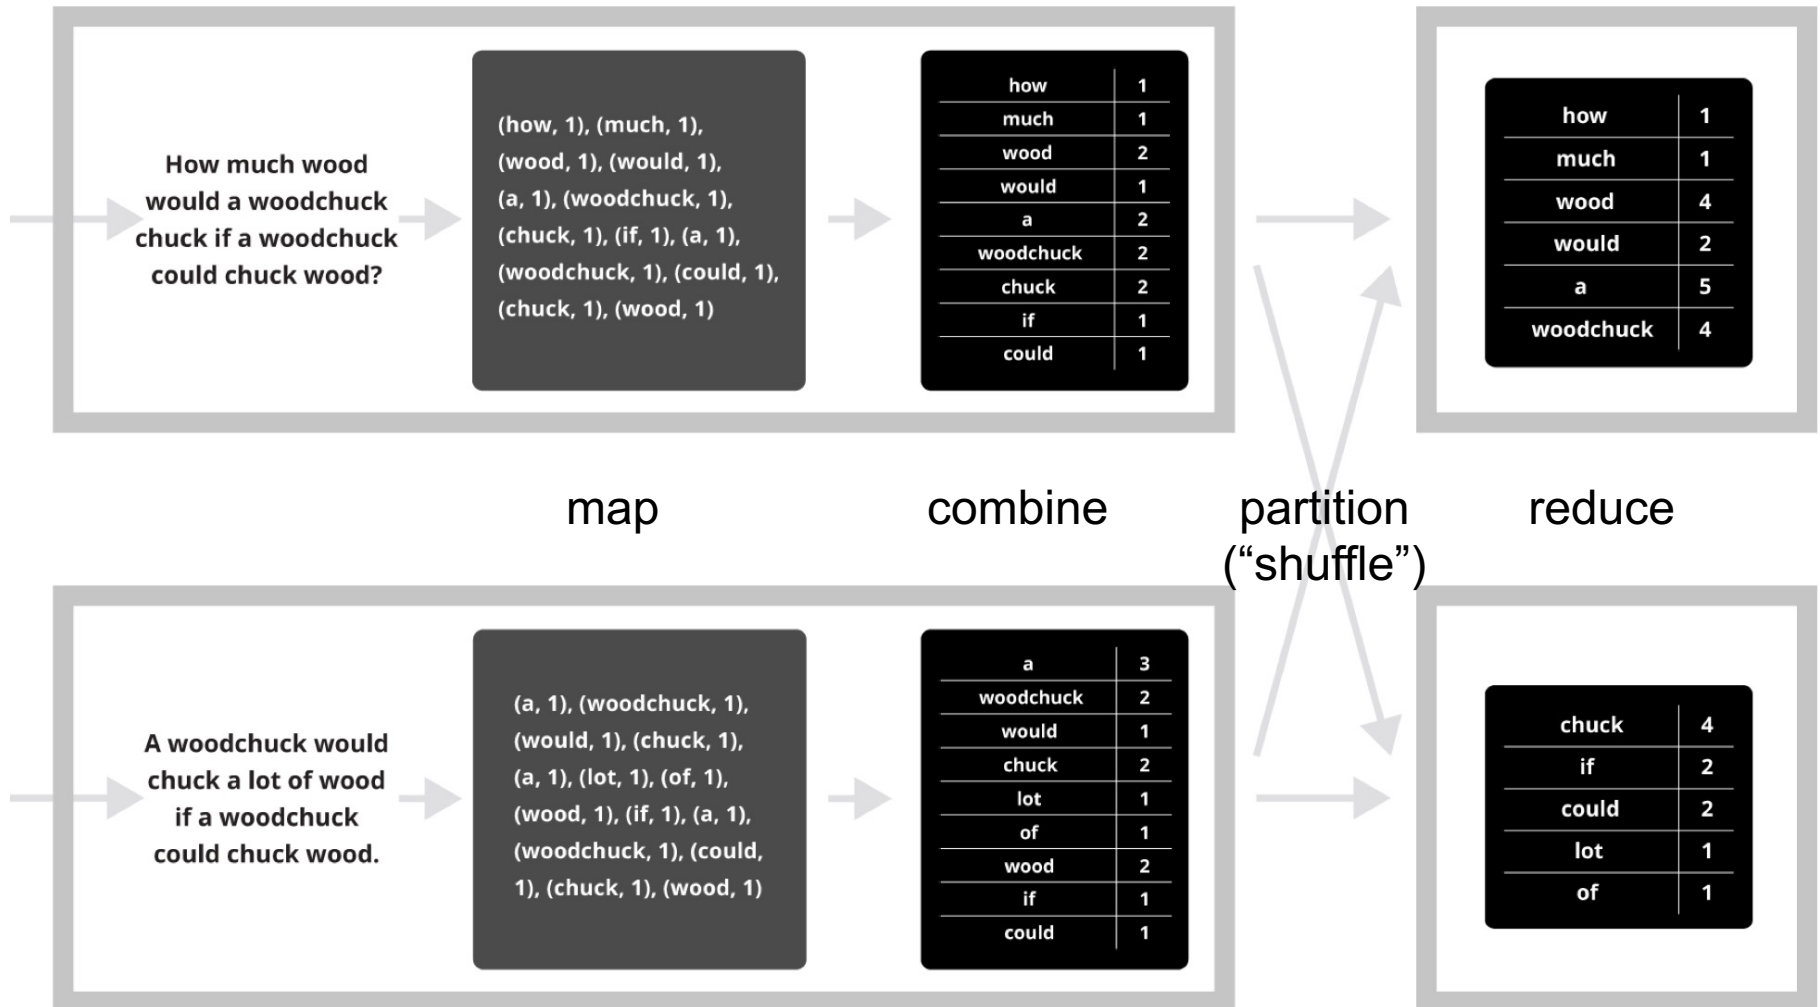 How much wood
would a woodchuck
chuck if a woodchuck
could chuck wood?
(how, 1), (much, 1),
(wood, 1), (would, 1),
(a, 1), (woodchuck, 1),
(chuck, 1), (if, 1), (a, 1),
(woodchuck, 1), (could, 1),
(chuck, 1), (wood, 1)
how 1
much 1
wood 2
would 1
a 2
woodchuck 2
chuck 2
if 1
could 1
how 1
much 1
wood 4
would 2
a 5
woodchuck 4
map
combine
partition
(“shuffle”)
reduce
A woodchuck would
chuck a lot of wood
if a woodchuck
could chuck wood.
(a, 1), (woodchuck, 1),
(would, 1), (chuck, 1),
(a, 1), (lot, 1), (of, 1),
(wood, 1), (if, 1), (a, 1),
(woodchuck, 1), (could,
1), (chuck, 1), (wood, 1)
a 3
woodchuck 2
would 1
chuck 2
lot 1
of 1
wood 2
if 1
could 1
chuck 4
if 2
could 2
lot 1
of 1